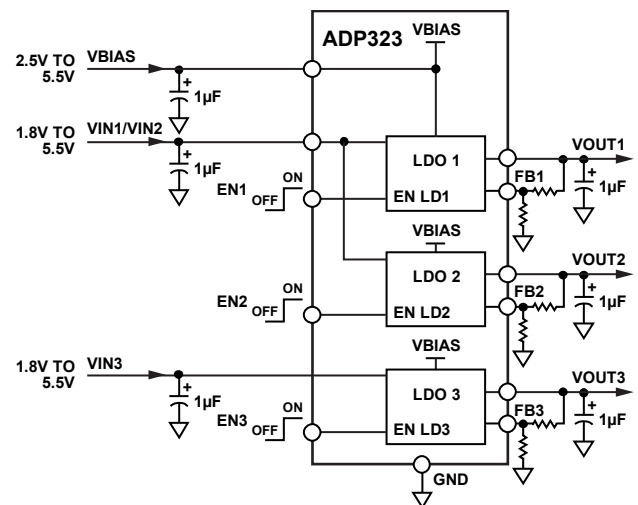 ADP323
VBIAS
2.5V TO
5.5V
VBIAS
+
1µF
1.8V TO
5.5V
VIN1/VIN2
+
1µF
LDO 1
EN LD1
EN1
ON
OFF
VOUT1
FB1
+
1µF
VBIAS
LDO 2
EN LD2
EN2
ON
OFF
VOUT2
FB2
+
1µF
VBIAS
1.8V TO
5.5V
VIN3
+
1µF
LDO 3
EN LD3
EN3
ON
OFF
VOUT3
FB3
+
1µF
GND